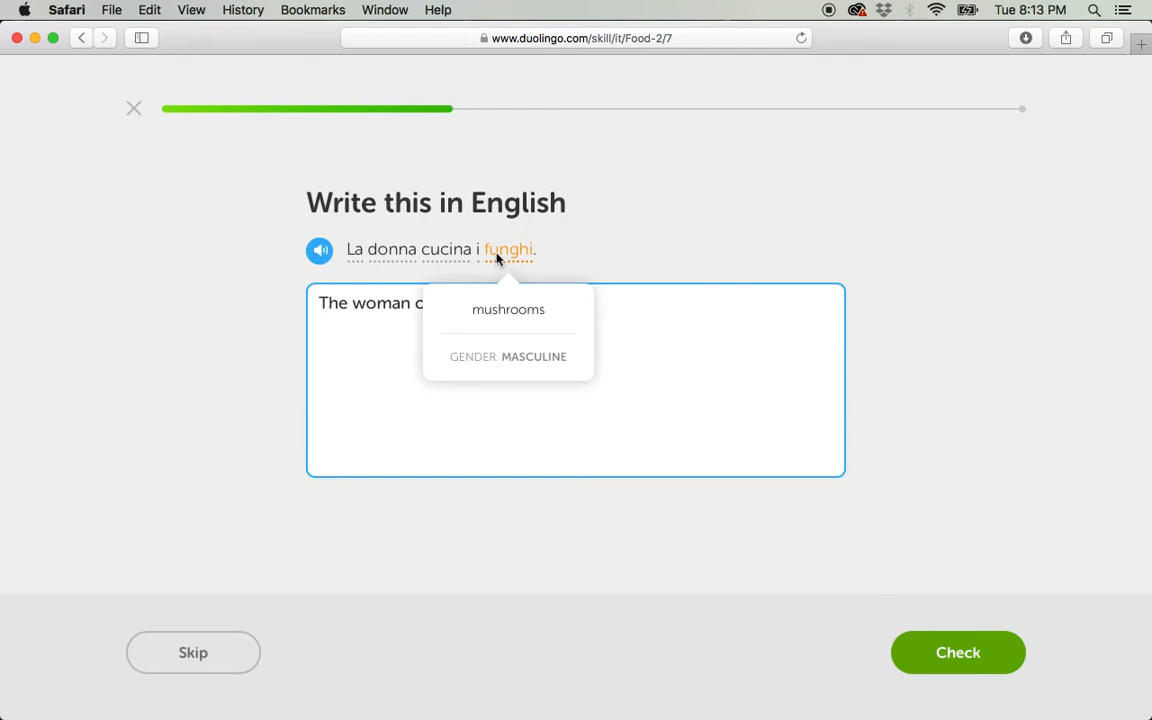 Safari File Edit View History Bookmarks Window Help Tue 8:13 PM
www.duolingo.com/skill/it/Food-2/7
Write this in English
La donna cucina i funghi.
The woman c
mushrooms
GENDER: MASCULINE
Skip
Check